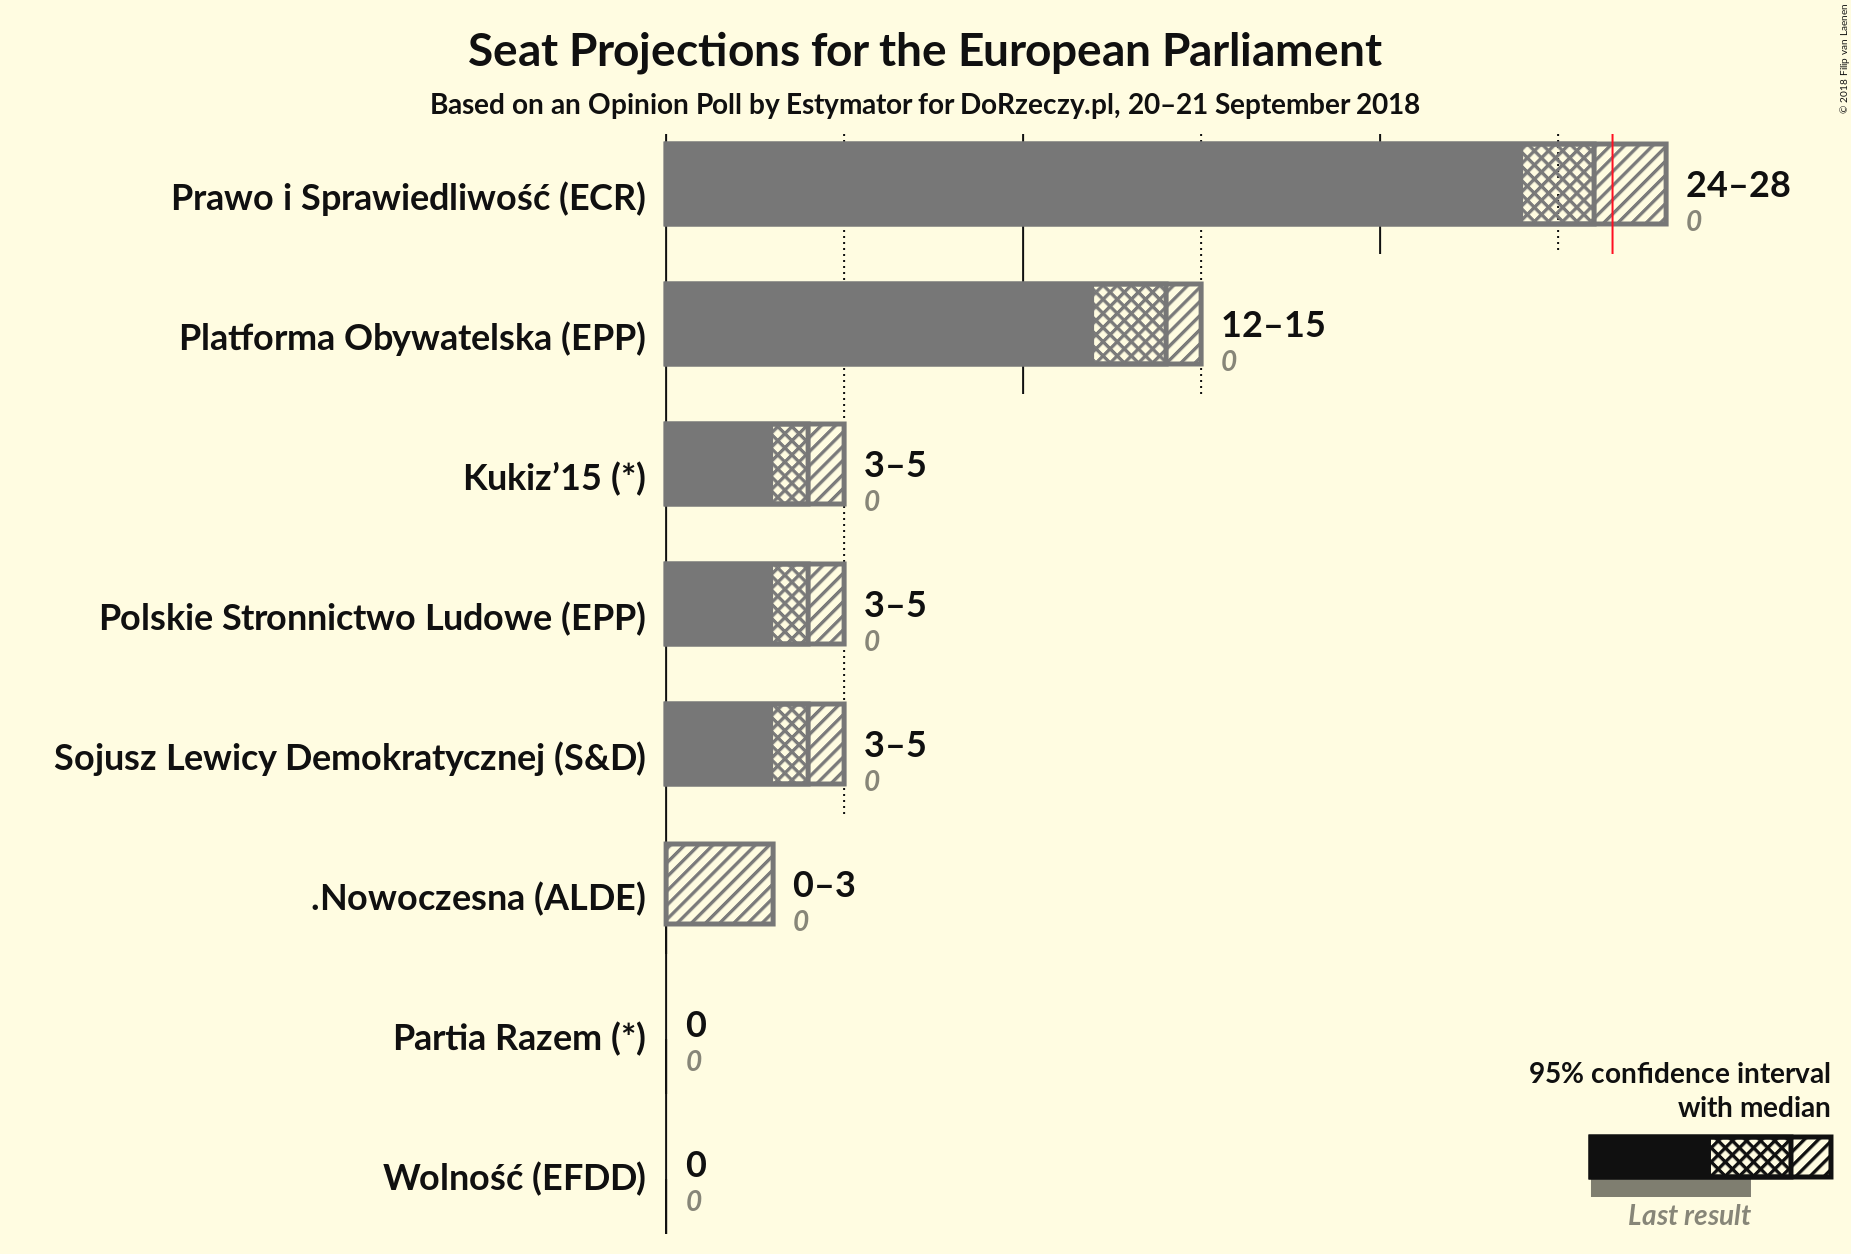 Seat Projections for the European Parliament
Based on an Opinion Poll by Estymator for DoRzeczy.pl, 20–21 September 2018
© 2018 Filip van Laenen
Prawo i Sprawiedliwość (ECR)
24–28
0
Platforma Obywatelska (EPP)
12–15
0
Kukiz’15 (*)
3–5
0
Polskie Stronnictwo Ludowe (EPP)
3–5
0
Sojusz Lewicy Demokratycznej (S&D)
3–5
0
.Nowoczesna (ALDE)
0–3
0
Partia Razem (*)
0
0
Wolność (EFDD)
0
0
95% confidence interval
with median
Last result